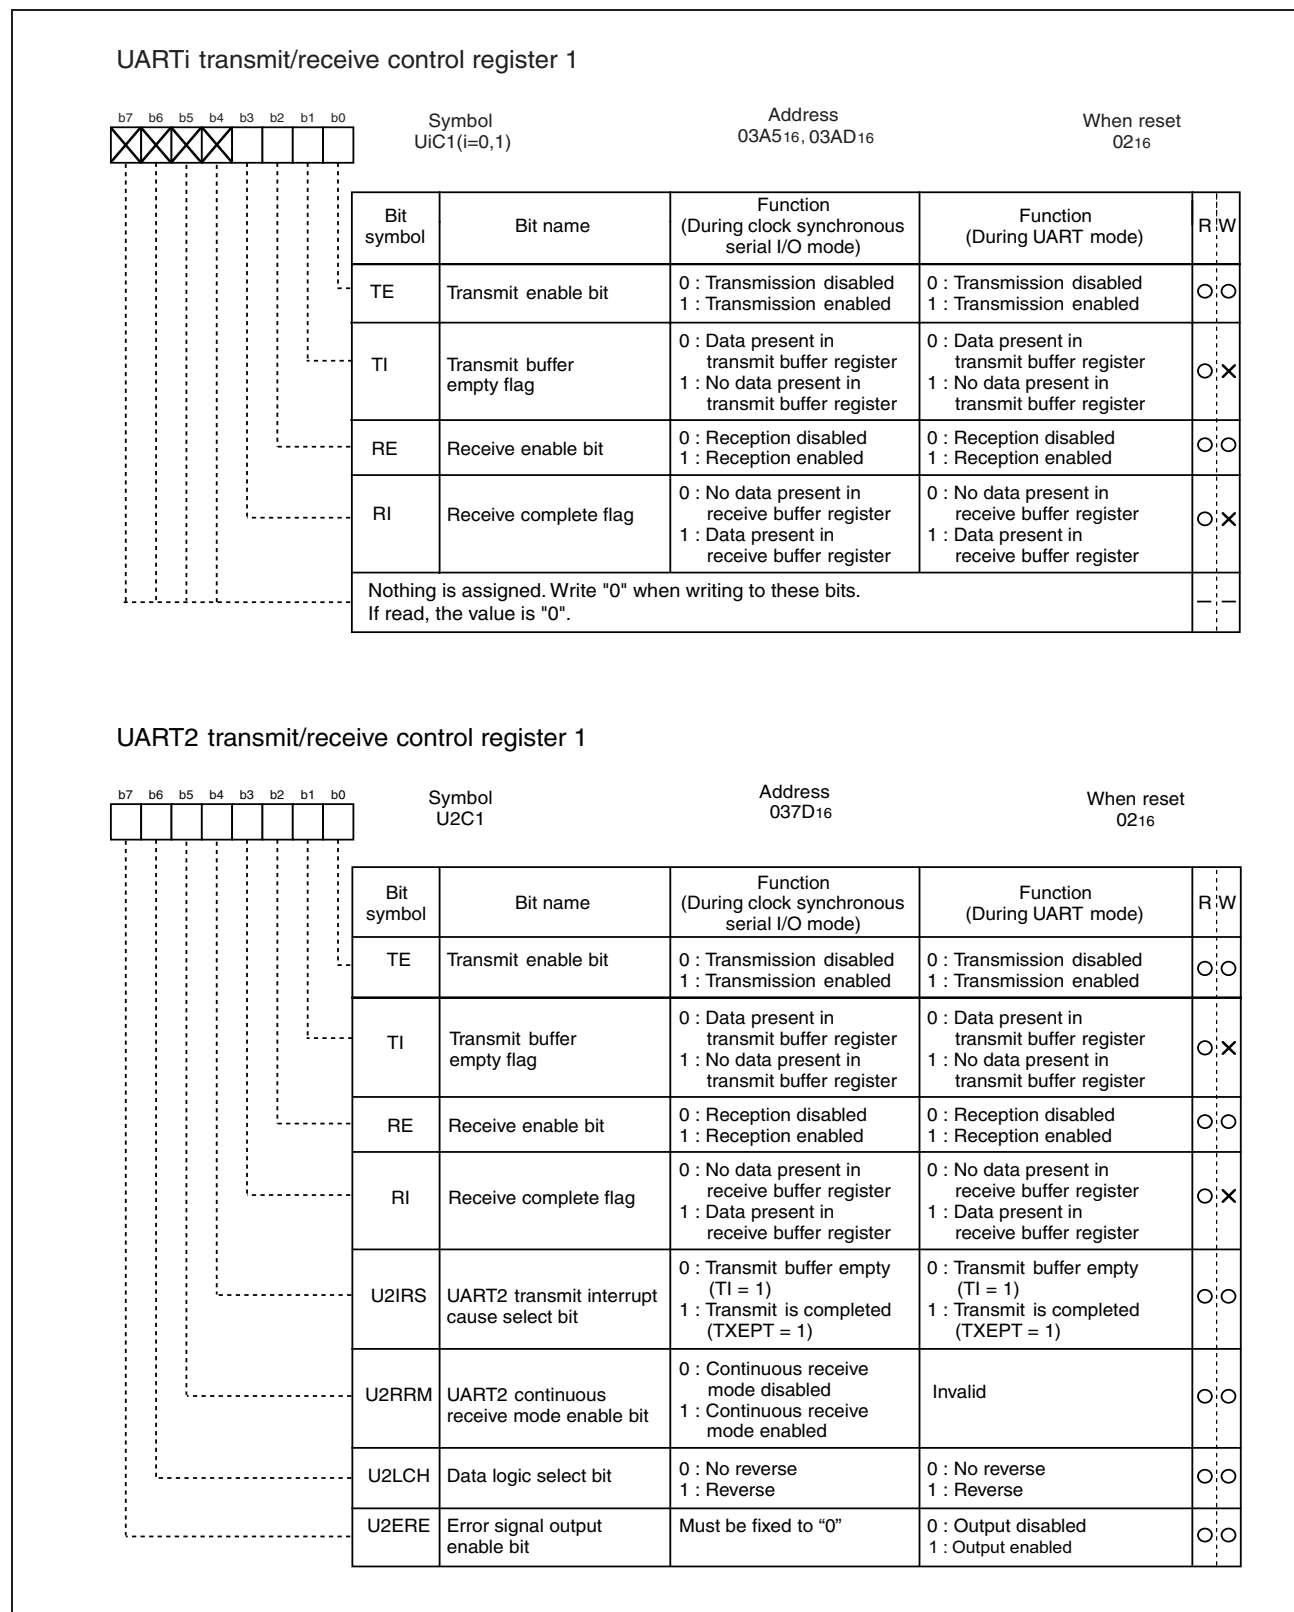 UARTi transmit/receive control register 1
b7 b6 b5 b4 b3 b2 b1 b0
Symbol
UiC1(i=0,1)
Address
03A516, 03AD16
When reset
0216
Bit symbol
Bit name
Function
(During clock synchronous
serial I/O mode)
Function
(During UART mode)
R W
TE
Transmit enable bit
0 : Transmission disabled
1 : Transmission enabled
0 : Transmission disabled
1 : Transmission enabled
TI
Transmit buffer
empty flag
0 : Data present in
transmit buffer register
1 : No data present in
transmit buffer register
0 : Data present in
transmit buffer register
1 : No data present in
transmit buffer register
RE
Receive enable bit
0 : Reception disabled
1 : Reception enabled
0 : Reception disabled
1 : Reception enabled
RI
Receive complete flag
0 : No data present in
receive buffer register
1 : Data present in
receive buffer register
0 : No data present in
receive buffer register
1 : Data present in
receive buffer register
Nothing is assigned. Write "0" when writing to these bits.
If read, the value is "0".
UART2 transmit/receive control register 1
b7 b6 b5 b4 b3 b2 b1 b0
Symbol
U2C1
Address
037D16
When reset
0216
Bit
symbol
Bit name
Function
(During clock synchronous
serial I/O mode)
Function
(During UART mode)
R W
TE
Transmit enable bit
0 : Transmission disabled
1 : Transmission enabled
0 : Transmission disabled
1 : Transmission enabled
TI
Transmit buffer
empty flag
0 : Data present in
transmit buffer register
1 : No data present in
transmit buffer register
0 : Data present in
transmit buffer register
1 : No data present in
transmit buffer register
RE
Receive enable bit
0 : Reception disabled
1 : Reception enabled
0 : Reception disabled
1 : Reception enabled
RI
Receive complete flag
0 : No data present in
receive buffer register
1 : Data present in
receive buffer register
0 : No data present in
receive buffer register
1 : Data present in
receive buffer register
U2IRS
UART2 transmit interrupt
cause select bit
0 : Transmit buffer empty
(TI = 1)
1 : Transmit is completed
(TXEPT = 1)
0 : Transmit buffer empty
(TI = 1)
1 : Transmit is completed
(TXEPT = 1)
U2RRM
UART2 continuous
receive mode enable bit
0 : Continuous receive
mode disabled
1 : Continuous receive
mode enabled
Invalid
U2LCH
Data logic select bit
0 : No reverse
1 : Reverse
0 : No reverse
1 : Reverse
U2ERE
Error signal output
enable bit
Must be fixed to “0”
0 : Output disabled
1 : Output enabled